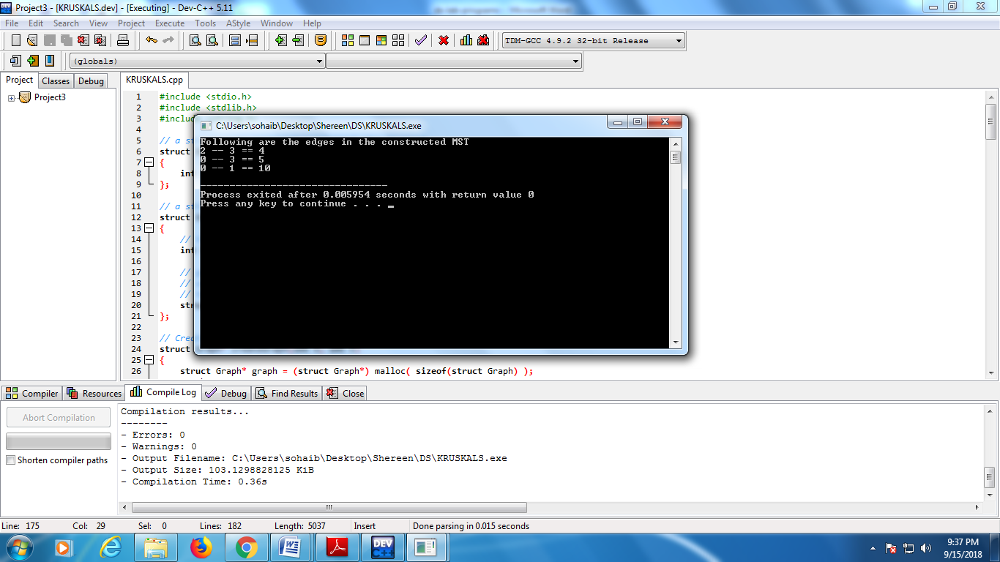 Project3 - [KRUSKALS.dev] - [Executing] - Dev-C++ 5.11
File Edit Search View Project Execute Tools AStyle Window Help
TDM-GCC 4.9.2 32-bit Release
(globals)
Project Classes Debug
KRUSKALS.cpp
Project3
1 #include <stdio.h>
2 #include <stdlib.h>
3 #inclu
4
5 // a st
6 struct
7 {
8 int
9 };
10
11 // a st
12 struct
13 {
14 //
15 int
16
17 //
18 //
19 //
20 str
21 };
22
23 // Crea
24 struct
25 {
26 struct Graph* graph = (struct Graph*) malloc( sizeof(struct Graph) );
C:\Users\sohaib\Desktop\Shereen\DS\KRUSKALS.exe
Following are the edges in the constructed MST
2 -- 3 == 4
0 -- 3 == 5
0 -- 1 == 10
--------------------------------
Process exited after 0.005954 seconds with return value 0
Press any key to continue . . . _
Compiler Resources Compile Log Debug Find Results Close
Abort Compilation
Shorten compiler paths
Compilation results...
--------
- Errors: 0
- Warnings: 0
- Output Filename: C:\Users\sohaib\Desktop\Shereen\DS\KRUSKALS.exe
- Output Size: 103.1298828125 KiB
- Compilation Time: 0.36s
Line: 175 Col: 29 Sel: 0 Lines: 182 Length: 5037 Insert Done parsing in 0.015 seconds
DEV C++
9:37 PM
9/15/2018